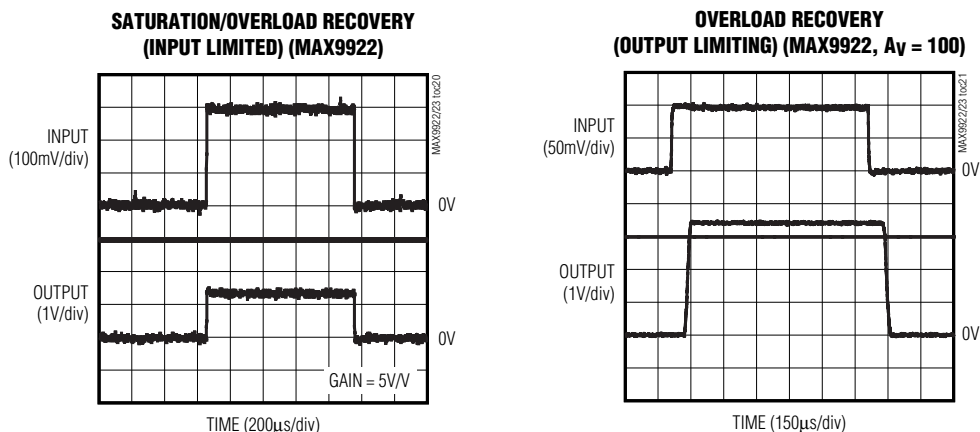 SATURATION/OVERLOAD RECOVERY
(INPUT LIMITED) (MAX9922)
MAX9922/23 toc20
INPUT
(100mV/div)
0V
OUTPUT
(1V/div)
0V
GAIN = 5V/V
TIME (200µs/div)
OVERLOAD RECOVERY
(OUTPUT LIMITING) (MAX9922, AV = 100)
MAX9922/23 toc21
INPUT
(50mV/div)
0V
OUTPUT
(1V/div)
0V
TIME (150µs/div)